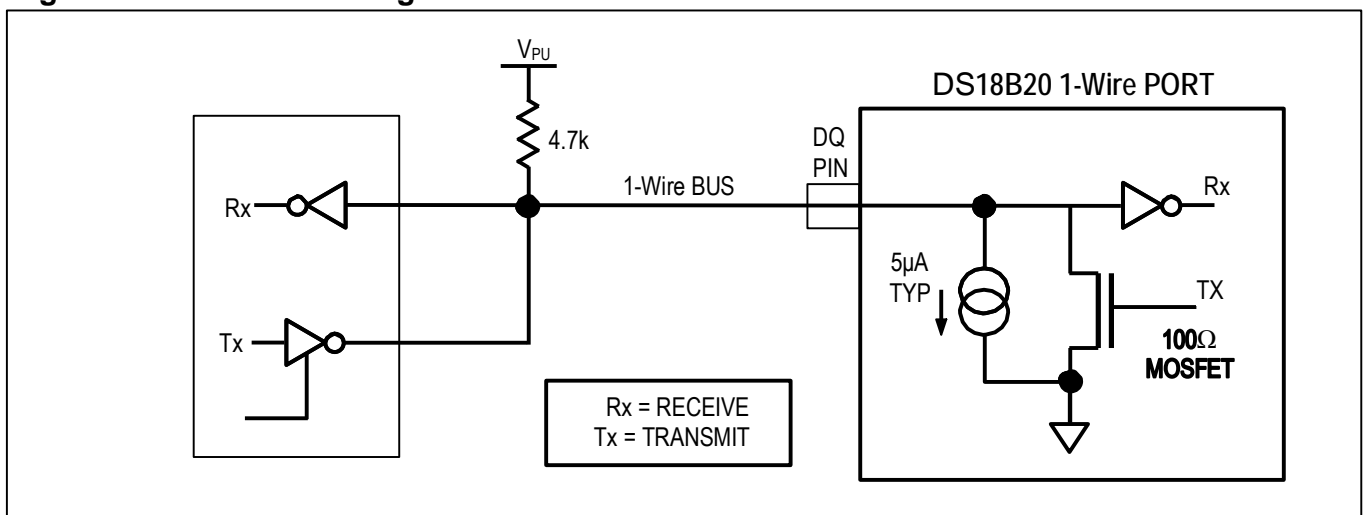 V_PU
4.7k
DS18B20 1-Wire PORT
DQ
PIN
1-Wire BUS
Rx
Rx
5µA
TYP
TX
100Ω
MOSFET
Tx
Rx = RECEIVE
Tx = TRANSMIT